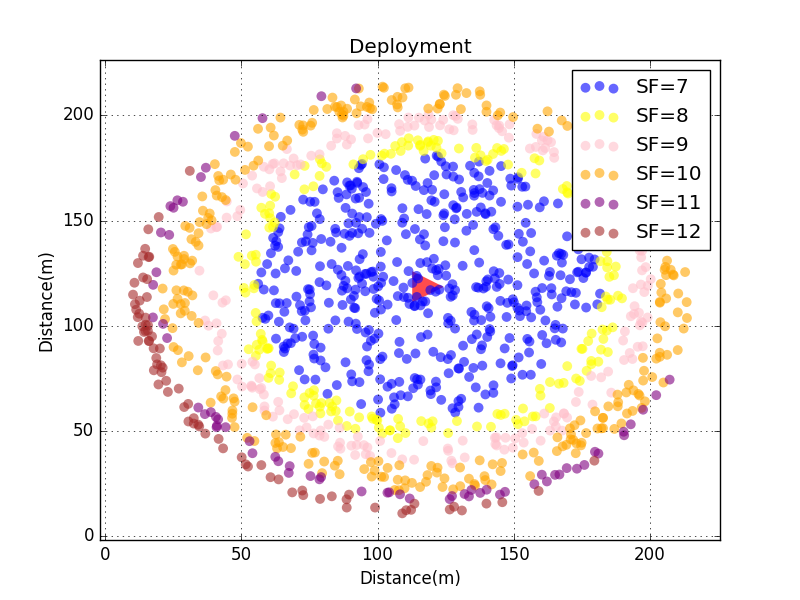 Deployment
SF=7
SF=8
SF=9
SF=10
SF=11
SF=12
200
150
100
50
0
Distance(m)
0 50 100 150 200
Distance(m)